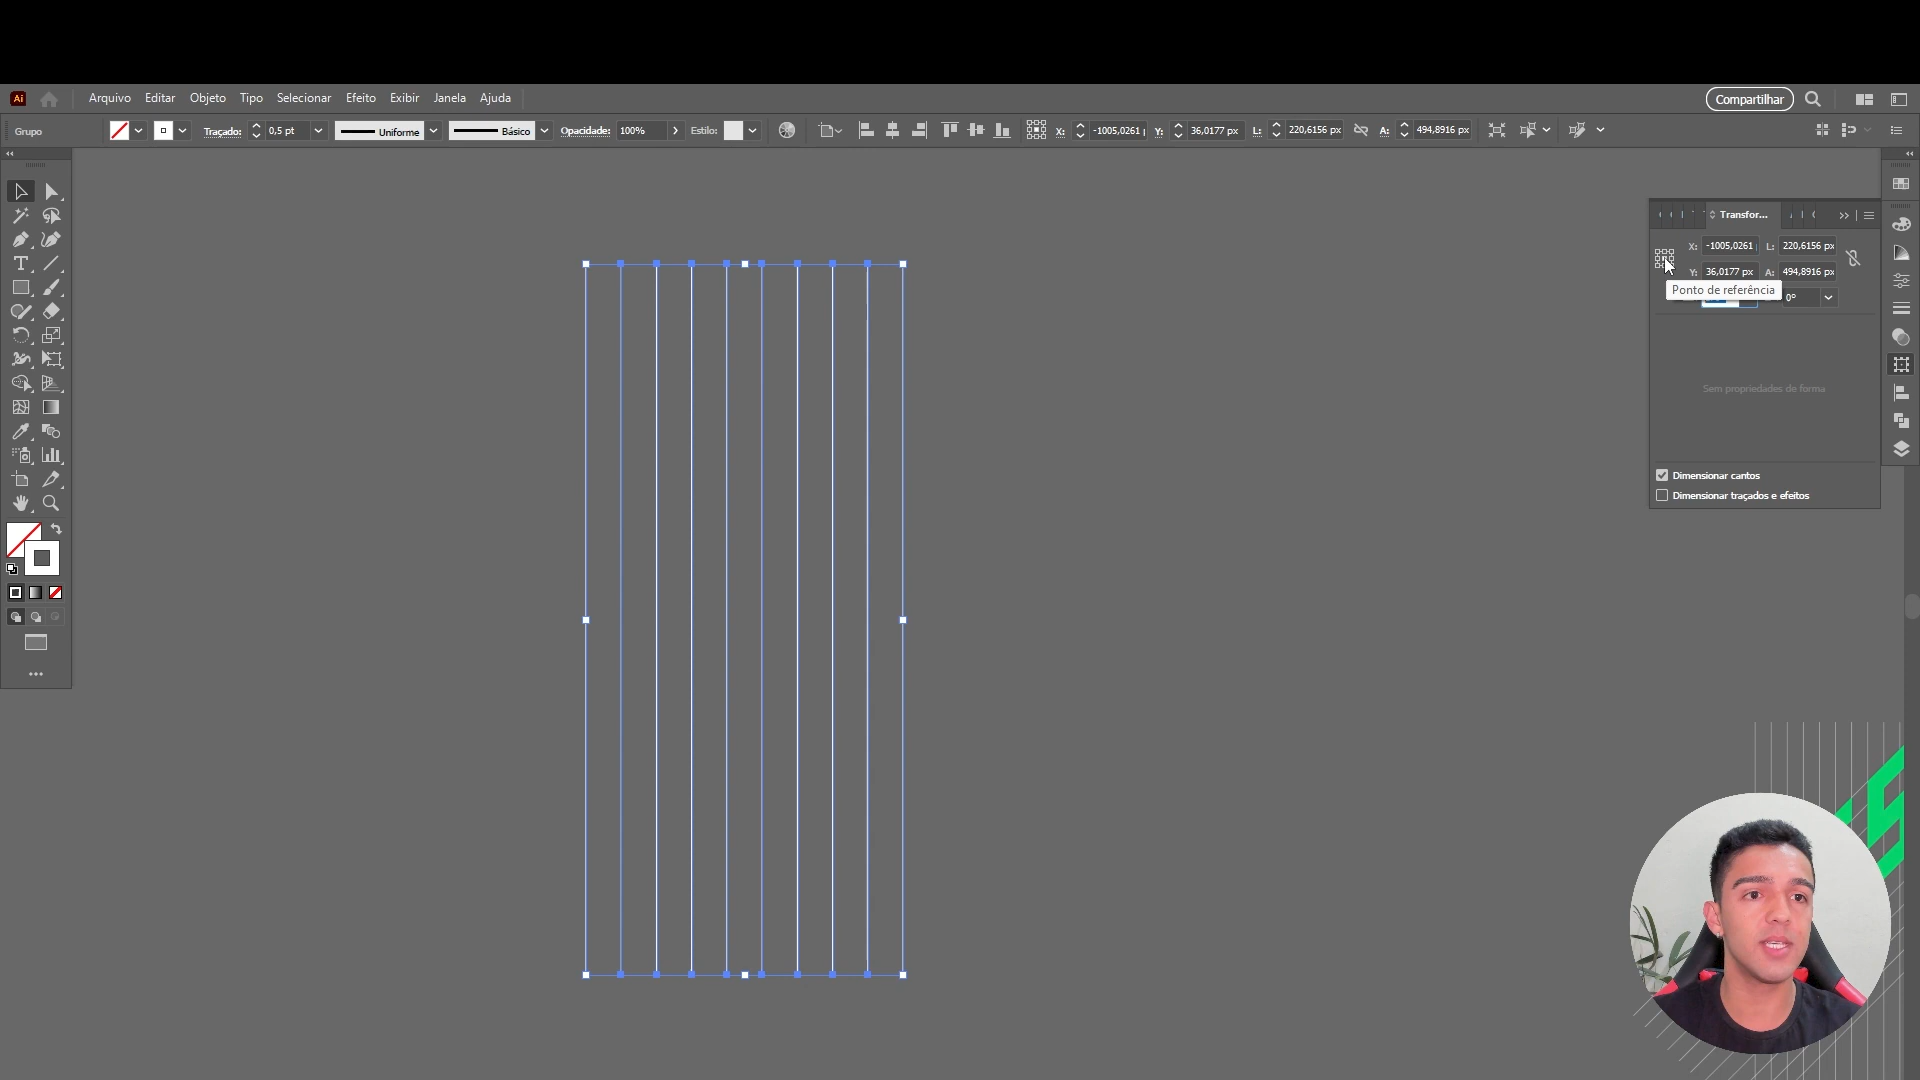 Ai Arquivo Editar Objeto Tipo Selecionar Efeito Exibir Janela Ajuda Compartilhar
Grupo Traçado: 0,5 pt Uniforme Básico Opacidade: 100% Estilo: X: -1005,0261 Y: 36,0177 px L: 220,6156 px A: 494,8916 px
Transfor...
X: -1005,0261 L: 220,6156 px
Y: 36,0177 px A: 494,8916 px
Ponto de referência
0°
Sem propriedades de forma
Dimensionar cantos
Dimensionar traçados e efeitos